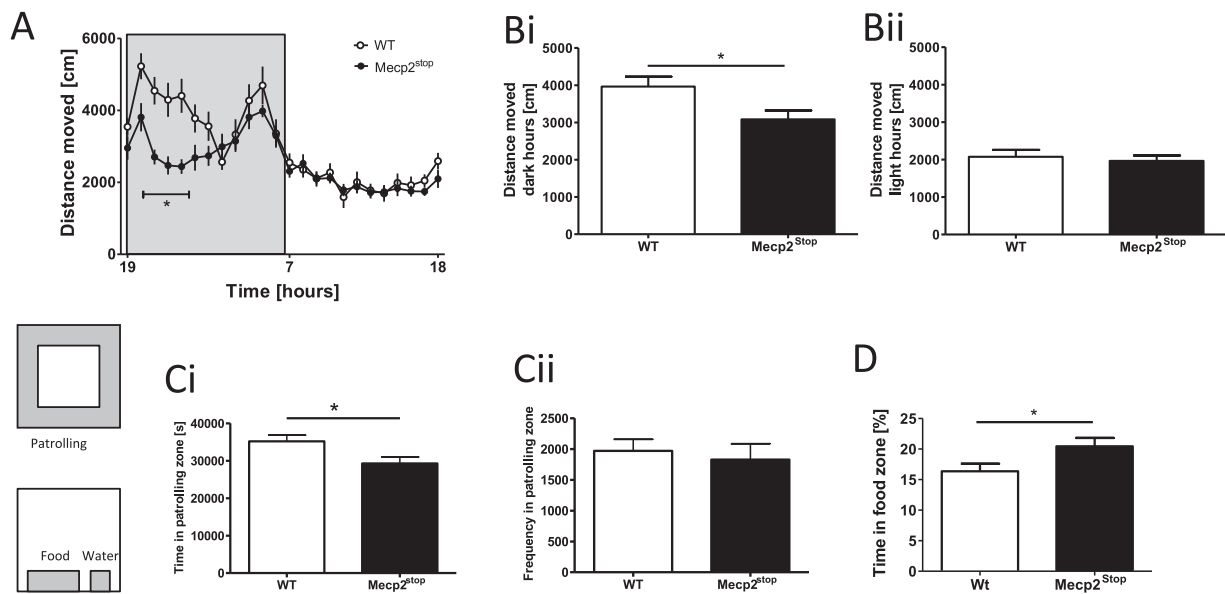 A
Distance moved [cm]
6000
4000
2000
0
19
7
18
Time [hours]
WT
Mecp2stop
*
Bi
Distance moved
dark hours [cm]
5000
4000
3000
2000
1000
0
*
WT
Mecp2Stop
Bii
Distance moved
light hours [cm]
5000
4000
3000
2000
1000
0
WT
Mecp2Stop
Patrolling
Food Water
Ci
Time in patrolling zone [s]
40000
30000
20000
10000
0
*
WT
Mecp2stop
Cii
Frequency in patrolling zone
2500
2000
1500
1000
500
0
WT
Mecp2stop
D
Time in food zone [%]
25
20
15
10
5
0
*
Wt
Mecp2Stop